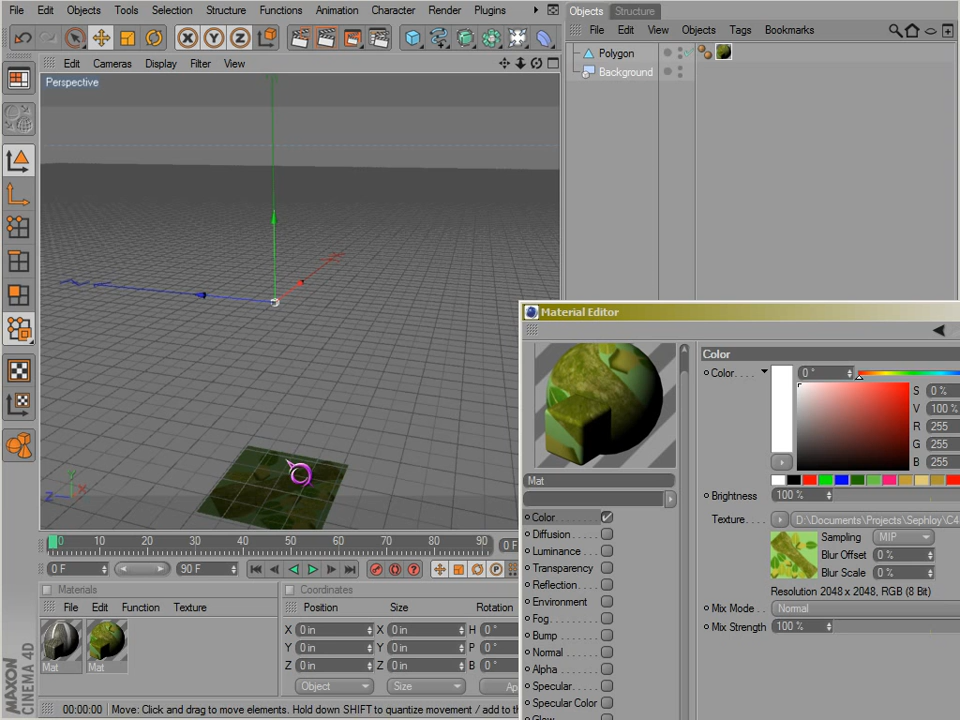 File Edit Objects Tools Selection Structure Functions Animation Character Render Plugins
Objects Structure
File Edit View Objects Tags Bookmarks
X Y Z
Polygon
Background
Edit Cameras Display Filter View
Perspective
Y
Z X
Material Editor
Color
Color. . . . 0 °
S 0 %
V 100 %
R 255
G 255
B 255
Mat
Brightness 100 %
Texture D:\Documents\Projects\Sephloy\C4
Sampling MIP
Blur Offset 0 %
Blur Scale 0 %
Resolution 2048 x 2048, RGB (8 Bit)
Mix Mode Normal
Mix Strength 100 %
Color
Diffusion
Luminance
Transparency
Reflection
Environment
Fog
Bump
Normal
Alpha
Specular
Specular Color
Glow
0 10 20 30 40 50 60 70 80 90 0 F
0 F 90 F
Materials
File Edit Function Texture
Mat Mat
Coordinates
Position Size Rotation
X 0 in X 0 in H 0 °
Y 0 in Y 0 in P 0 °
Z 0 in Z 0 in B 0 °
Object Size Ap
00:00:00 Move: Click and drag to move elements. Hold down SHIFT to quantize movement / add to th
MAXON
CINEMA 4D